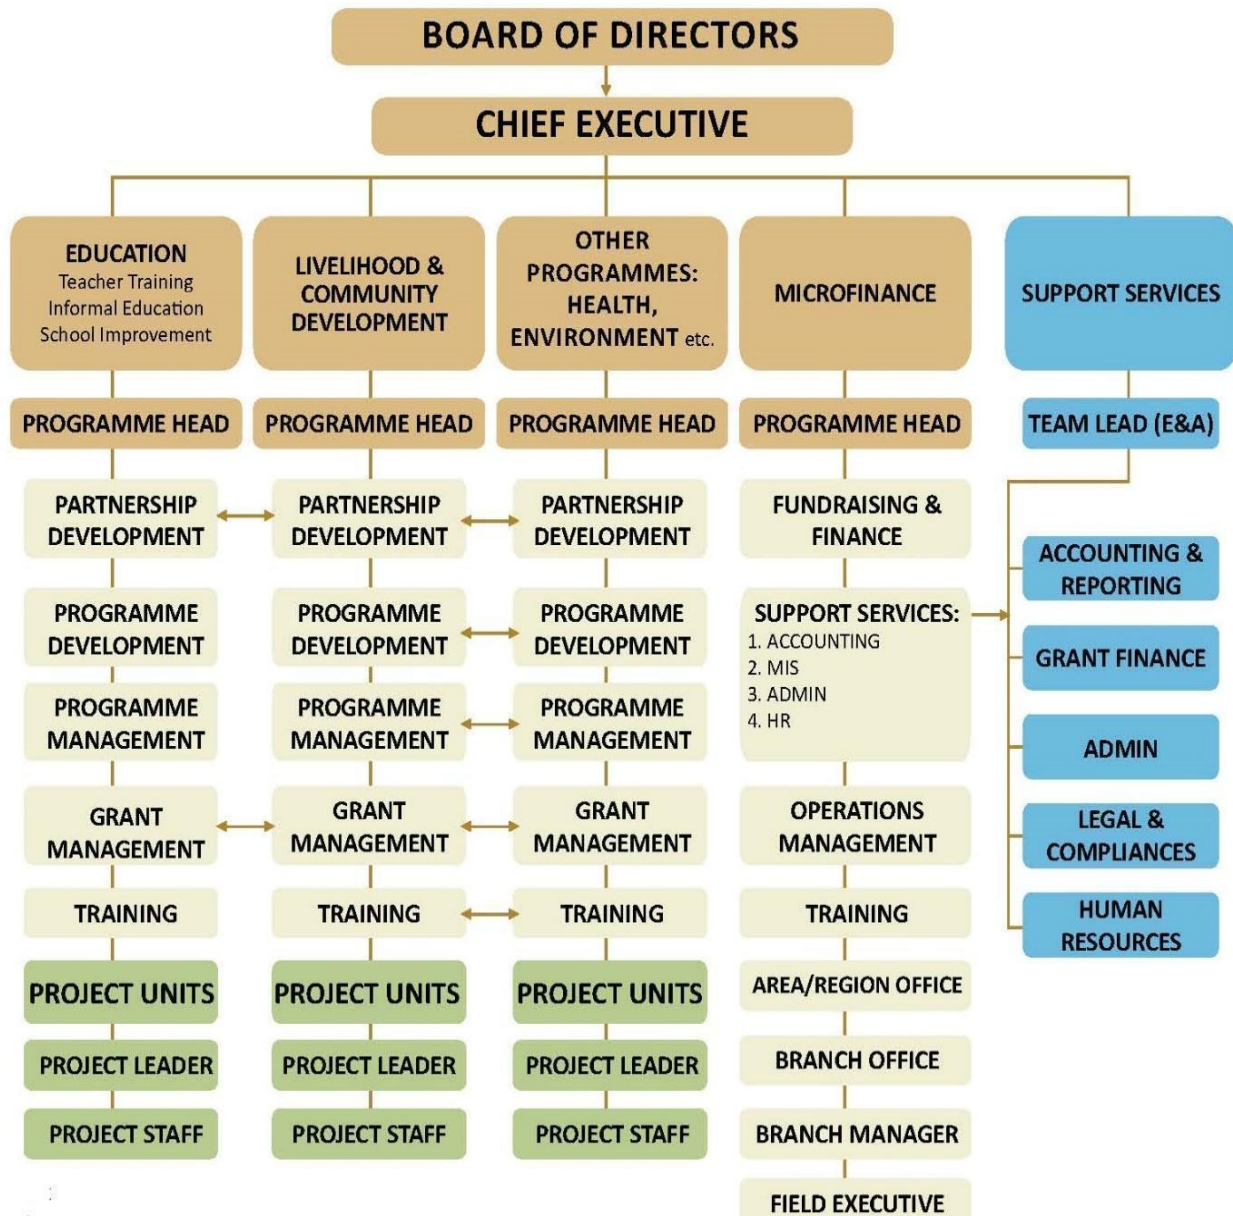 BOARD OF DIRECTORS
CHIEF EXECUTIVE
EDUCATION
Teacher Training
Informal Education
School Improvement
LIVELIHOOD &
COMMUNITY
DEVELOPMENT
OTHER
PROGRAMMES:
HEALTH,
ENVIRONMENT etc.
MICROFINANCE
SUPPORT SERVICES
PROGRAMME HEAD
PROGRAMME HEAD
PROGRAMME HEAD
PROGRAMME HEAD
TEAM LEAD (E&A)
PARTNERSHIP
DEVELOPMENT
PARTNERSHIP
DEVELOPMENT
PARTNERSHIP
DEVELOPMENT
FUNDRAISING &
FINANCE
ACCOUNTING &
REPORTING
PROGRAMME
DEVELOPMENT
PROGRAMME
DEVELOPMENT
PROGRAMME
DEVELOPMENT
SUPPORT SERVICES:
1. ACCOUNTING
2. MIS
3. ADMIN
4. HR
GRANT FINANCE
PROGRAMME
MANAGEMENT
PROGRAMME
MANAGEMENT
PROGRAMME
MANAGEMENT
ADMIN
GRANT
MANAGEMENT
GRANT
MANAGEMENT
GRANT
MANAGEMENT
OPERATIONS
MANAGEMENT
LEGAL &
COMPLIANCES
TRAINING
TRAINING
TRAINING
TRAINING
HUMAN
RESOURCES
PROJECT UNITS
PROJECT UNITS
PROJECT UNITS
AREA/REGION OFFICE
PROJECT LEADER
PROJECT LEADER
PROJECT LEADER
BRANCH OFFICE
PROJECT STAFF
PROJECT STAFF
PROJECT STAFF
BRANCH MANAGER
FIELD EXECUTIVE